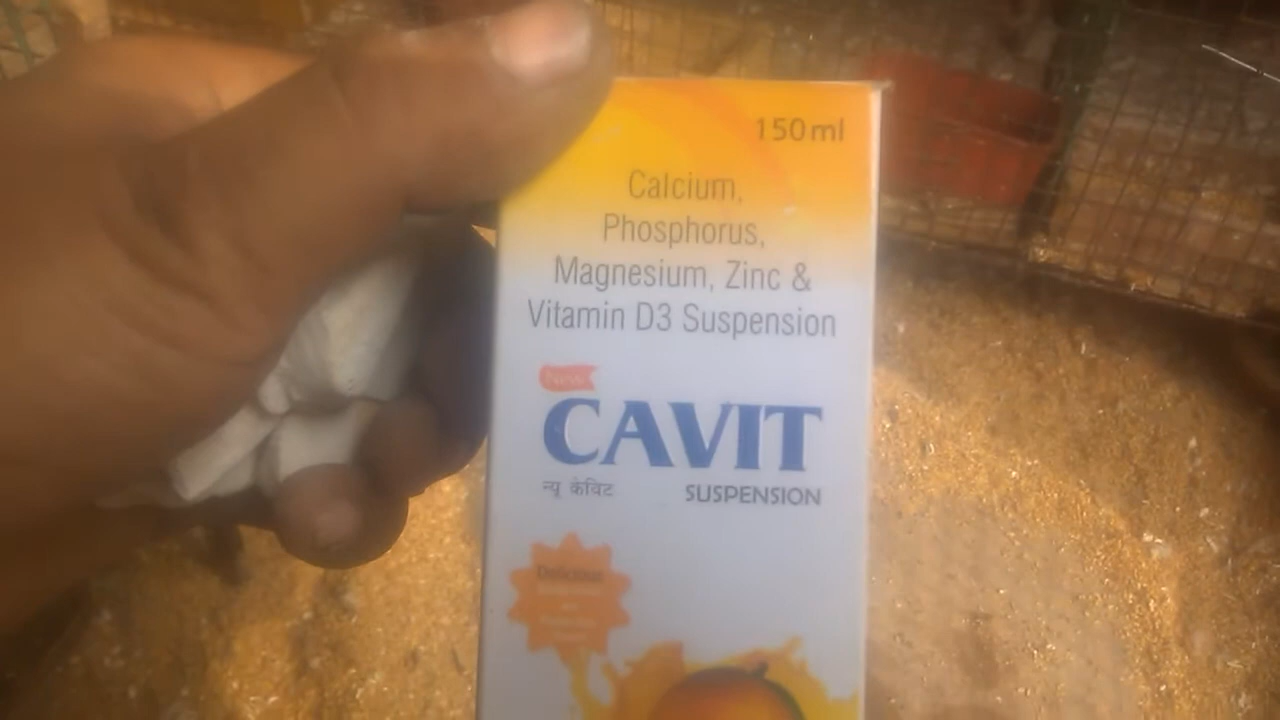 150ml
Calcium,
Phosphorus,
Magnesium, Zinc &
Vitamin D3 Suspension
New
CAVIT
न्यू केविट
SUSPENSION
Delicious